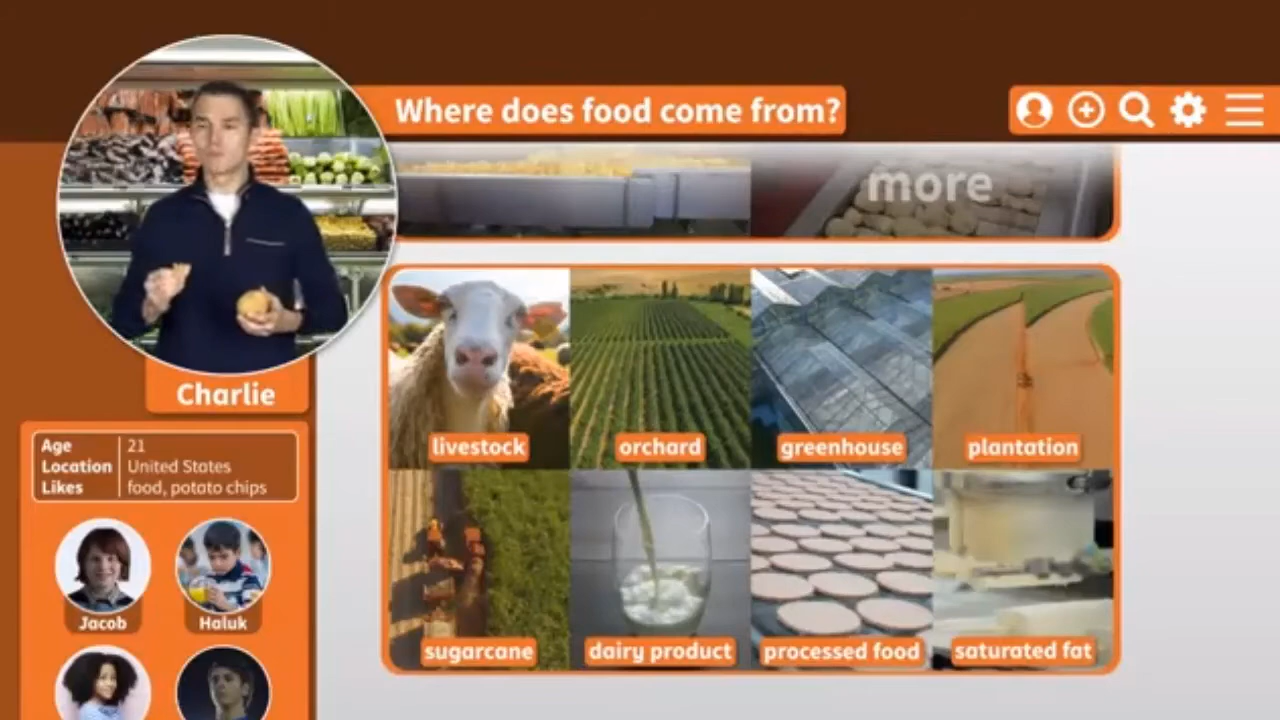 Where does food come from?
more
Charlie
Age 21
Location United States
Likes food, potato chips
livestock
orchard
greenhouse
plantation
sugarcane
dairy product
processed food
saturated fat
Jacob
Haluk